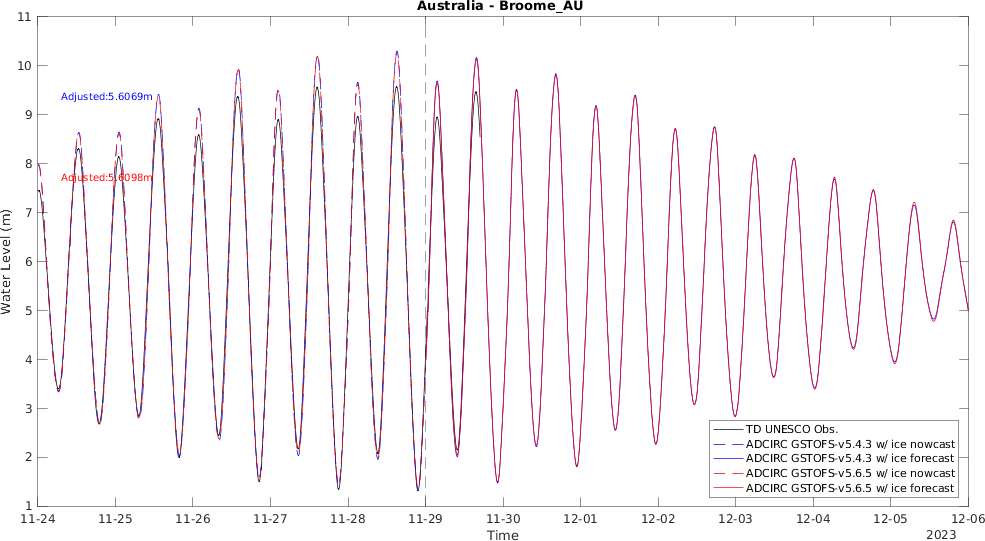 Australia - Broome_AU
11
10
9
8
7
6
5
4
3
2
1
Water Level (m)
Adjusted:5.6069m
Adjusted:5.6098m
TD UNESCO Obs.
ADCIRC GSTOFS-v5.4.3 w/ ice nowcast
ADCIRC GSTOFS-v5.4.3 w/ ice forecast
ADCIRC GSTOFS-v5.6.5 w/ ice nowcast
ADCIRC GSTOFS-v5.6.5 w/ ice forecast
11-24 11-25 11-26 11-27 11-28 11-29 11-30 12-01 12-02 12-03 12-04 12-05 12-06
Time
2023